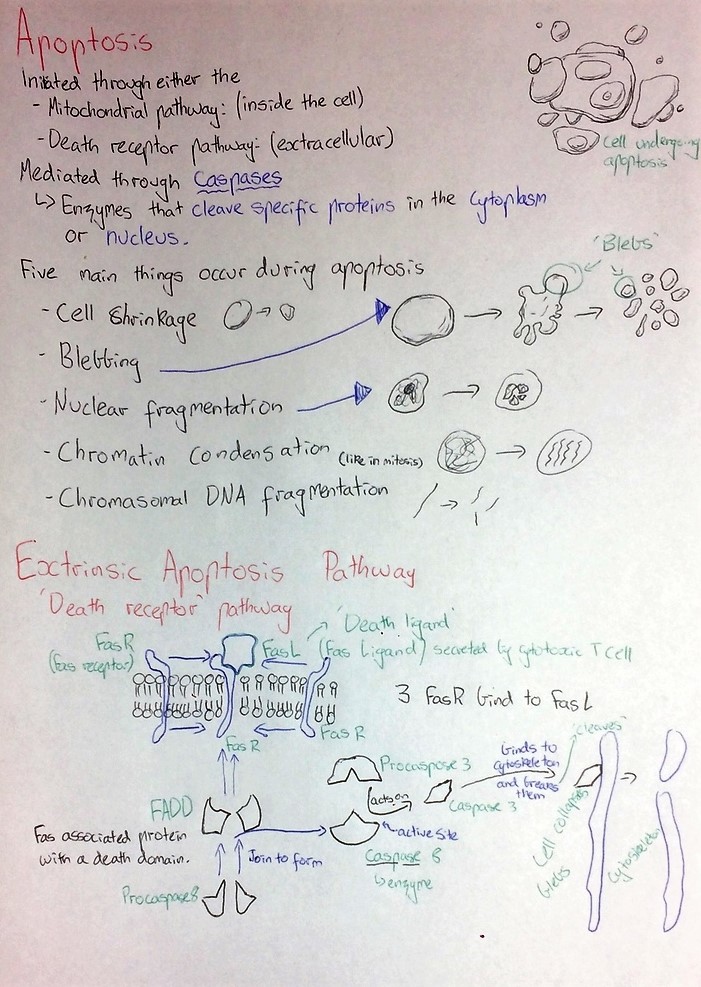 Apoptosis
Initiated through either the
- Mitochondrial pathway: (inside the cell)
- Death receptor pathway: (exctracellular)
Cell undergoing
apoptosis
Mediated through Caspases
↳ Enzymes that cleave specific proteins in the cytoplasm
or nucleus.
Five main things occur during apoptosis
"Blebs"
- Cell Shrinkage
- Blebbing
- Nuclear fragmentation
- Chromatin Condensation (like in mitosis)
- Chromasomal DNA fragmentation
Exctrinsic Apoptosis Pathway
'Death receptor' pathway
'Death ligand'
FasR
(Fas receptor)
FasL (Fas Ligand) secreted by cytotoxic T cell
3 FasR bind to FasL
FasR
FasR
"cleaves"
Procaspase 3
binds to
cytoskeleton
and breaks
them
acts on
Caspase 3
FADD
Fas associated protein
with a death domain.
active site
Caspase 8
↳ enzyme
Join to form
Procaspase 8
Cell collapses
blebs
Cytoskeleton